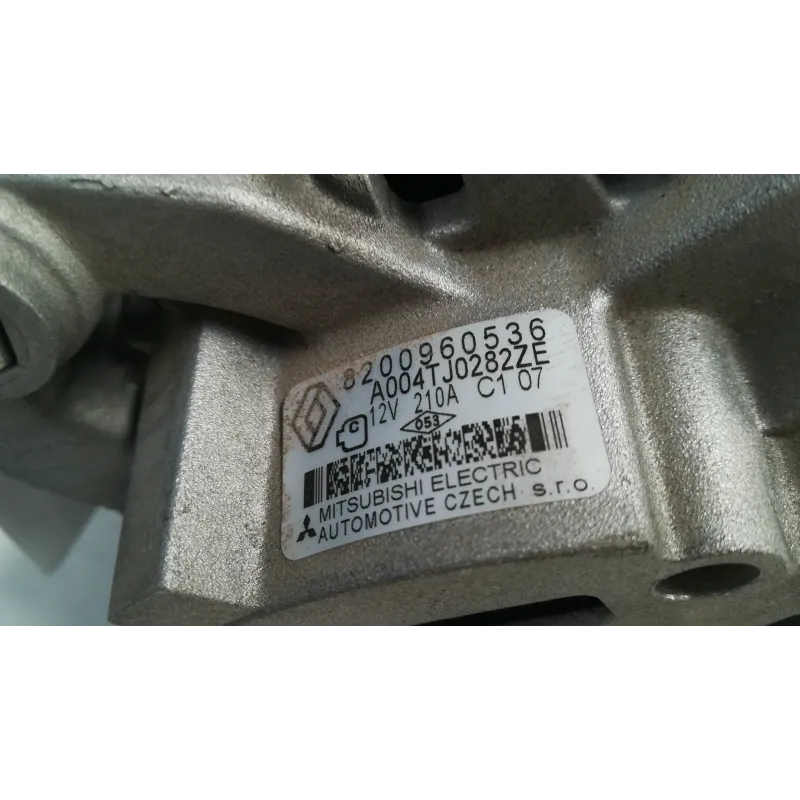 8200960536
A004TJ0282ZE
C 12V 210A C1 07
053
MITSUBISHI ELECTRIC
AUTOMOTIVE CZECH s.r.o.